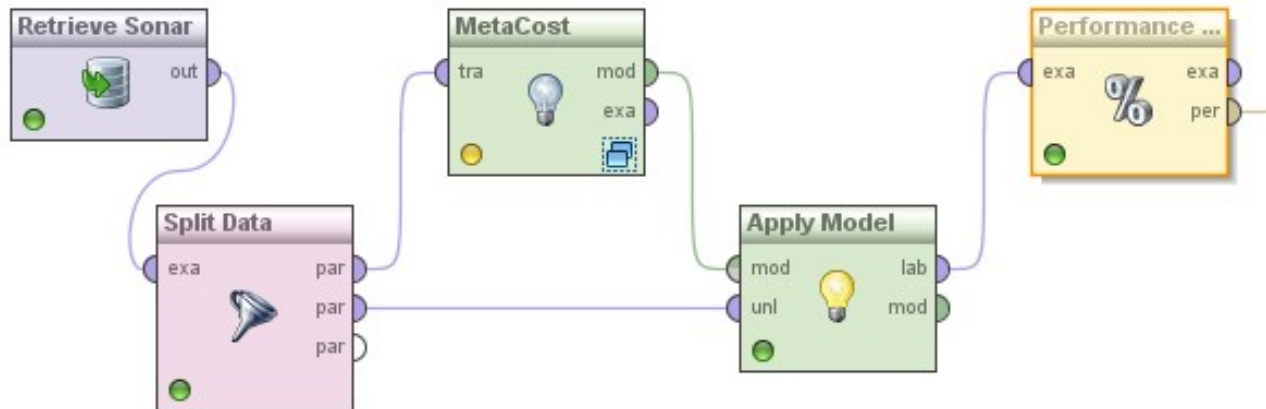 Retrieve Sonar
out
MetaCost
tra
mod
exa
Performance ...
exa
exa
per
%
Split Data
exa
par
par
par
Apply Model
mod
lab
unl
mod